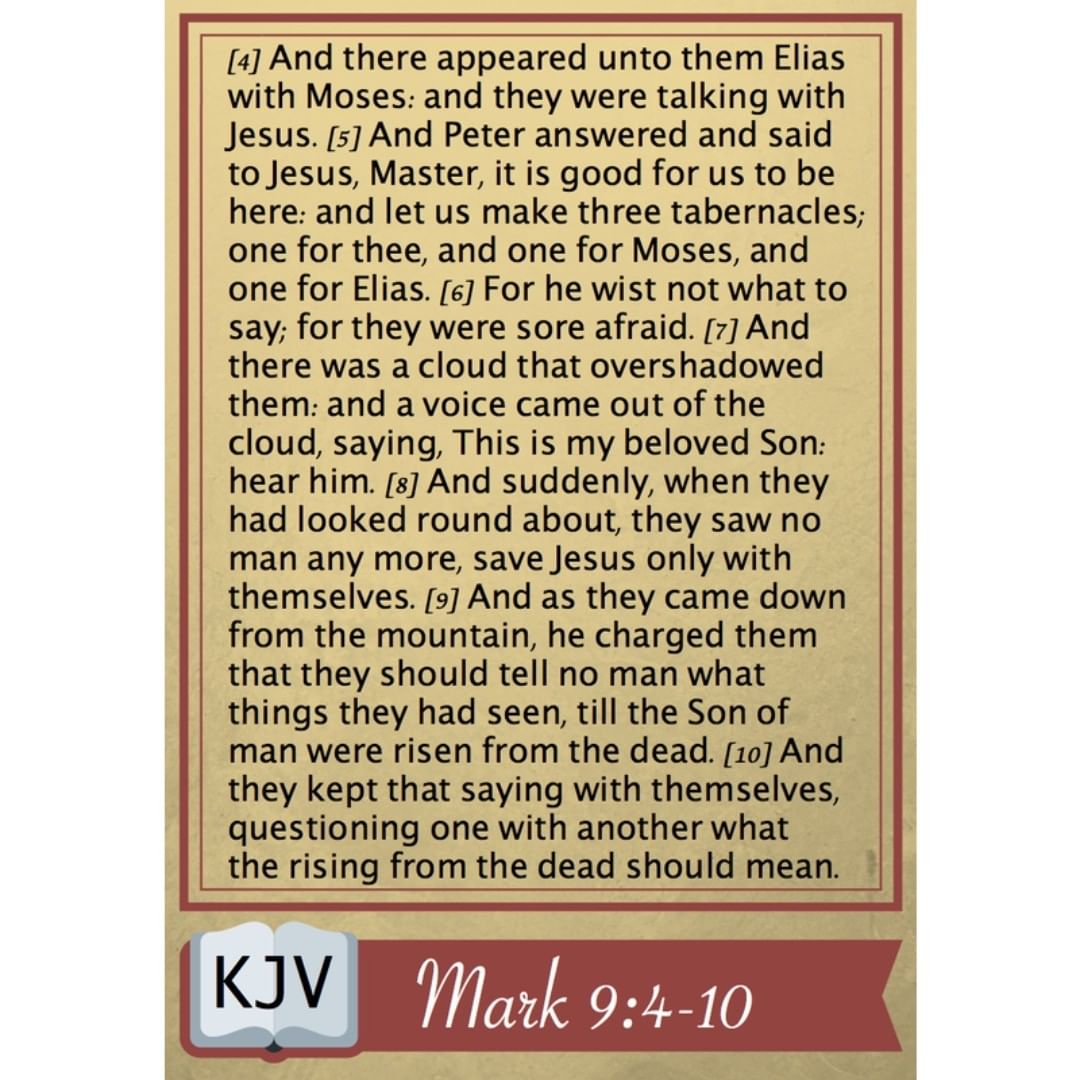 [4] And there appeared unto them Elias
with Moses: and they were talking with
Jesus. [5] And Peter answered and said
to Jesus, Master, it is good for us to be
here: and let us make three tabernacles;
one for thee, and one for Moses, and
one for Elias. [6] For he wist not what to
say; for they were sore afraid. [7] And
there was a cloud that overshadowed
them: and a voice came out of the
cloud, saying, This is my beloved Son:
hear him. [8] And suddenly, when they
had looked round about, they saw no
man any more, save Jesus only with
themselves. [9] And as they came down
from the mountain, he charged them
that they should tell no man what
things they had seen, till the Son of
man were risen from the dead. [10] And
they kept that saying with themselves,
questioning one with another what
the rising from the dead should mean.
KJV
Mark 9:4-10